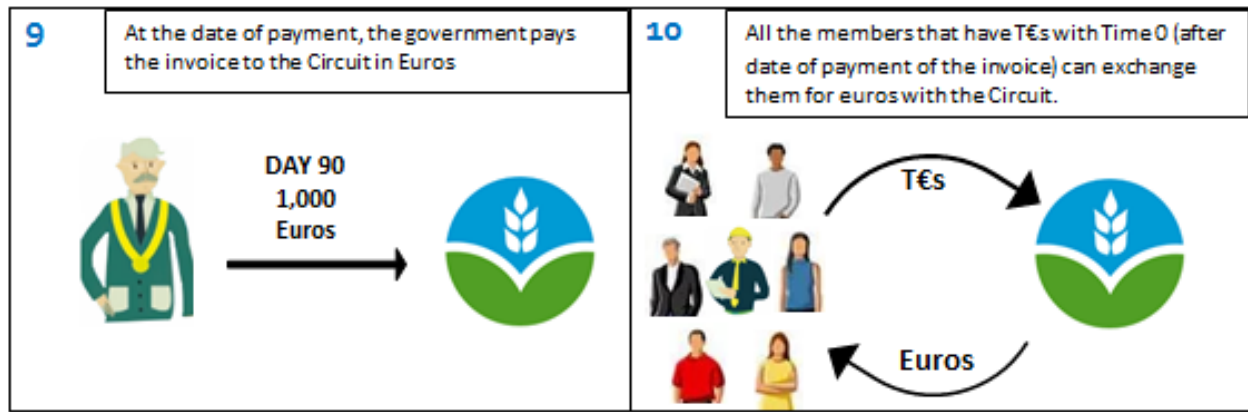 9
At the date of payment, the government pays
the invoice to the Circuit in Euros
DAY 90
1,000
Euros
10
All the members that have T€s with Time 0 (after
date of payment of the invoice) can exchange
them for euros with the Circuit.
T€s
Euros